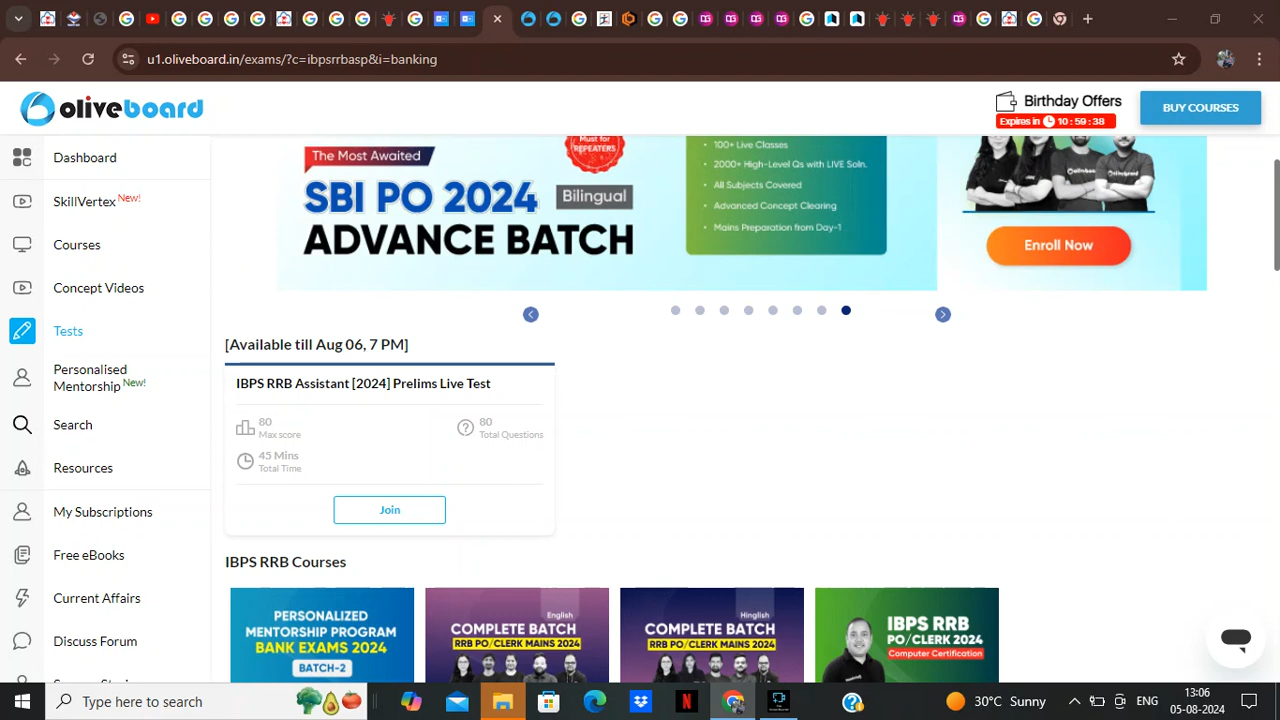 u1.oliveboard.in/exams/?c=ibpsrrbasp&i=banking
oliveboard
Birthday Offers
Expires in 10 : 59 : 38
BUY COURSES
Dashboard
SkillVertex New!
Courses
Concept Videos
Tests
Personalised
Mentorship New!
Search
Resources
My Subscriptions
Free eBooks
Current Affairs
Discuss Forum
The Most Awaited
SBI PO 2024 Bilingual
ADVANCE BATCH
Must for
REPEATERS
• 100+ Live Classes
• 2000+ High-Level Qs with LIVE Soln.
• All Subjects Covered
• Advanced Concept Clearing
• Mains Preparation from Day-1
Enroll Now
[Available till Aug 06, 7 PM]
IBPS RRB Assistant [2024] Prelims Live Test
80
Max score
80
Total Questions
45 Mins
Total Time
Join
IBPS RRB Courses
PERSONALIZED
MENTORSHIP PROGRAM
BANK EXAMS 2024
BATCH-2
English
COMPLETE BATCH
RRB PO/CLERK MAINS 2024
Hinglish
COMPLETE BATCH
RRB PO/CLERK MAINS 2024
IBPS RRB
PO/CLERK 2024
Computer Certification
Type here to search
30°C Sunny
ENG
13:00
05-08-2024